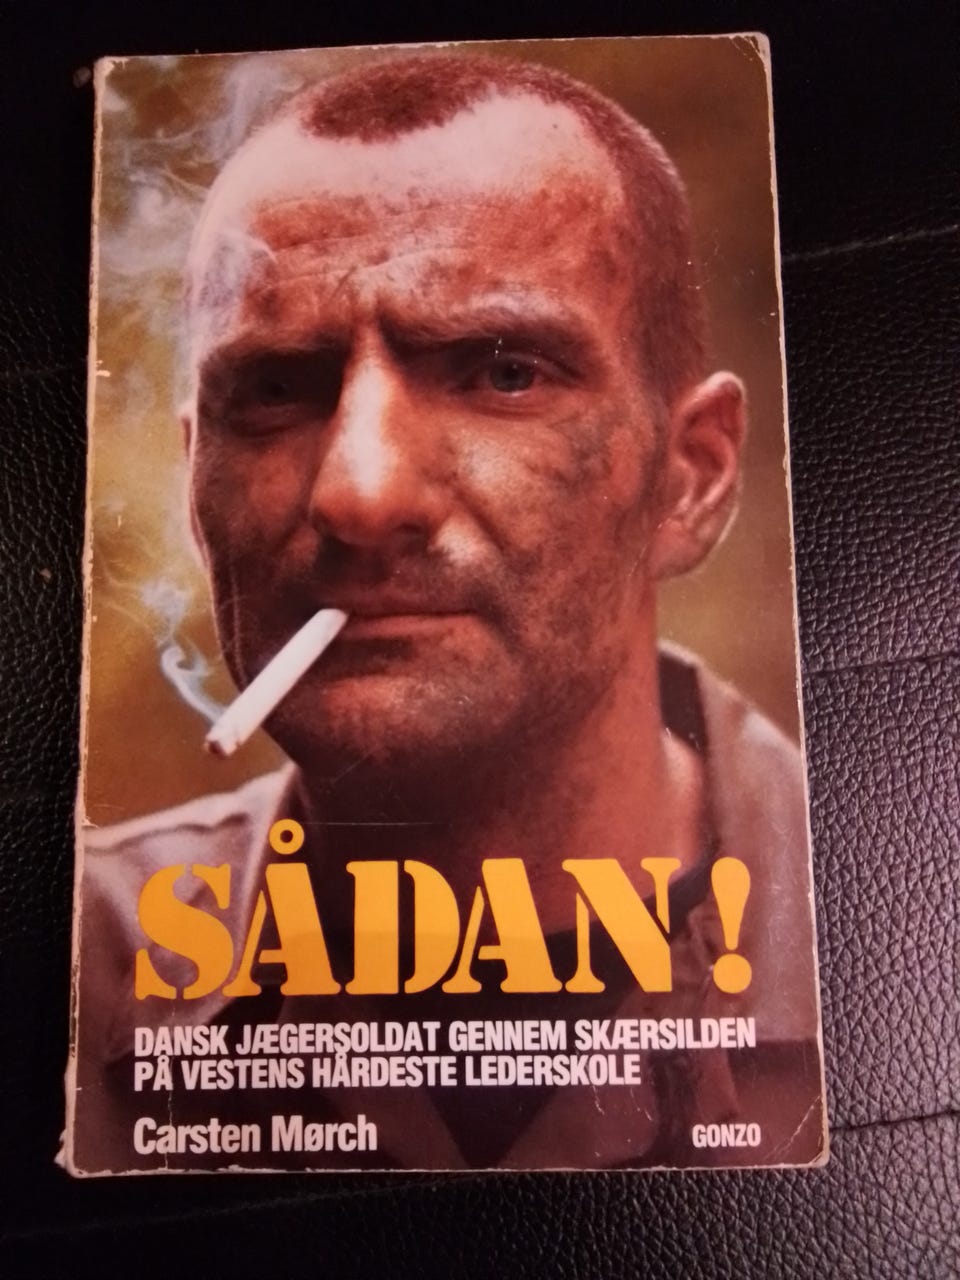 SÅDAN!
DANSK JÆGERSOLDAT GENNEM SKÆRSILDEN
PÅ VESTENS HÅRDESTE LEDERSKOLE
Carsten Mørch
GONZO